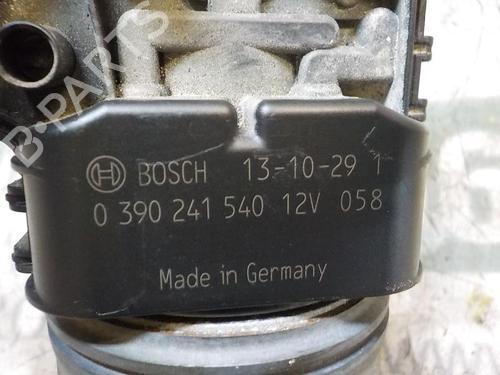 BOSCH 13-10-29 1
0 390 241 540 12V 058
Made in Germany
B-PARTS